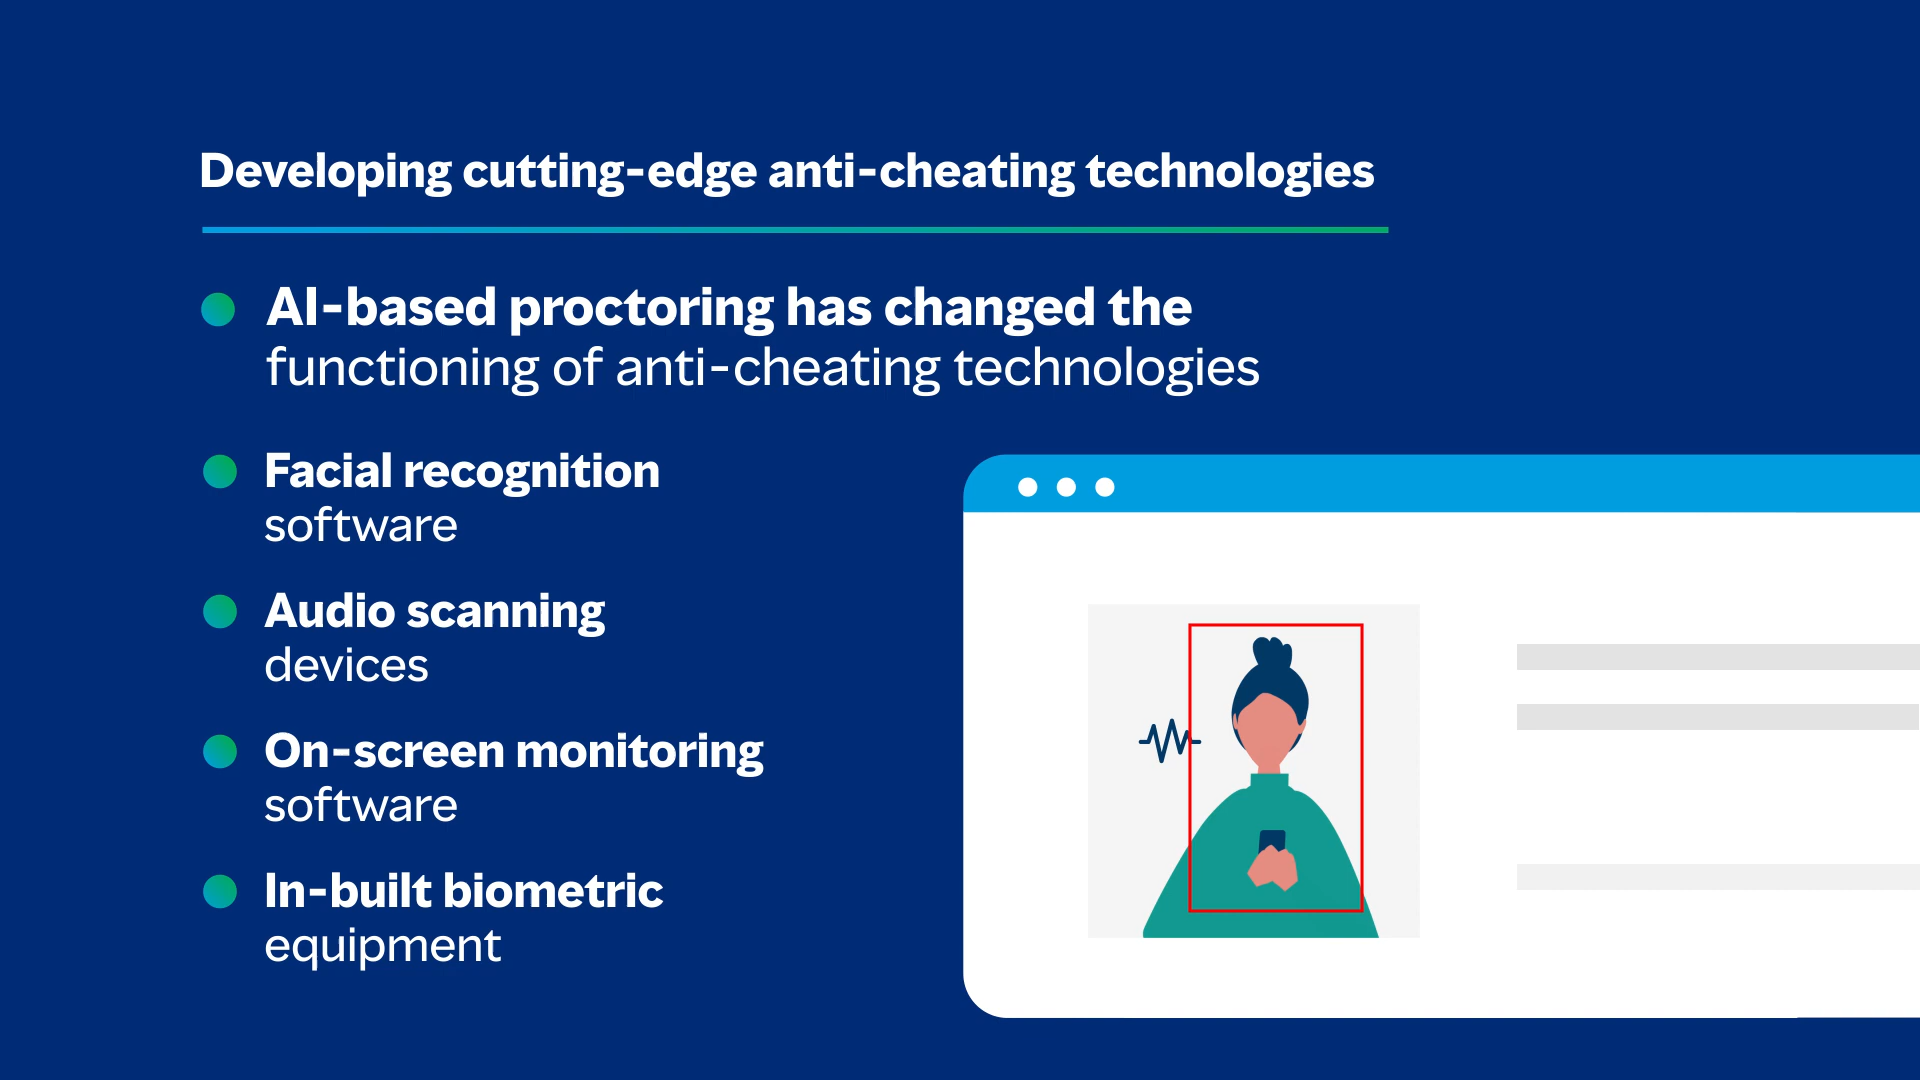 Developing cutting-edge anti-cheating technologies
AI-based proctoring has changed the
functioning of anti-cheating technologies
Facial recognition
software
Audio scanning
devices
On-screen monitoring
software
In-built biometric
equipment